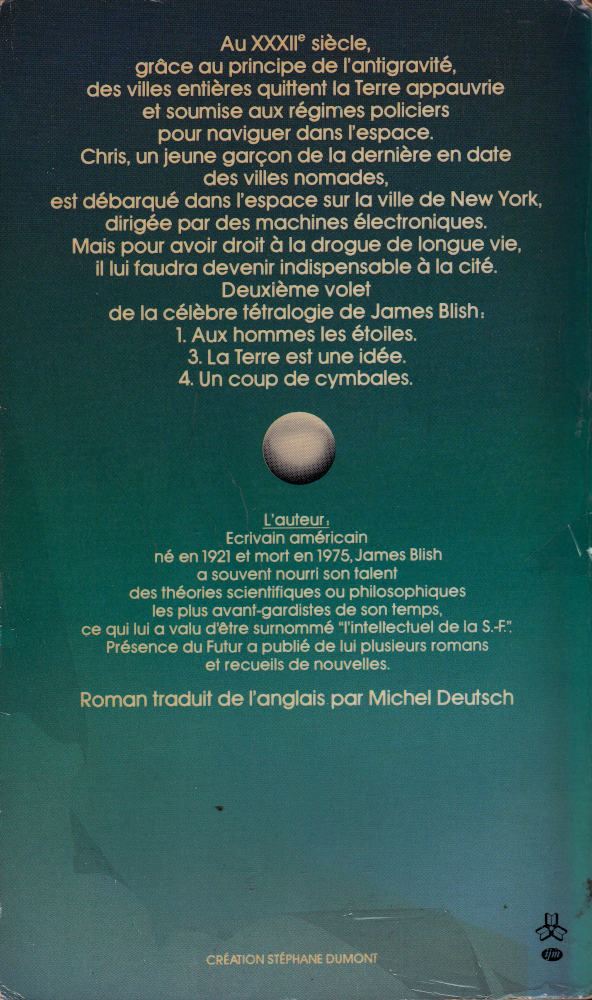 Au XXXIIe siècle,
grâce au principe de l'antigravité,
des villes entières quittent la Terre appauvrie
et soumise aux régimes policiers
pour naviguer dans l'espace.
Chris, un jeune garçon de la dernière en date
des villes nomades,
est débarqué dans l'espace sur la ville de New York,
dirigée par des machines électroniques.
Mais pour avoir droit à la drogue de longue vie,
il lui faudra devenir indispensable à la cité.
Deuxième volet
de la célèbre tétralogie de James Blish:
1. Aux hommes les étoiles.
3. La Terre est une idée.
4. Un coup de cymbales.
L'auteur:
Ecrivain américain
né en 1921 et mort en 1975, James Blish
a souvent nourri son talent
des théories scientifiques ou philosophiques
les plus avant-gardistes de son temps,
ce qui lui a valu d'être surnommé "l'intellectuel de la S.-F.".
Présence du Futur a publié de lui plusieurs romans
et recueils de nouvelles.
Roman traduit de l'anglais par Michel Deutsch
CRÉATION STÉPHANE DUMONT
ifm